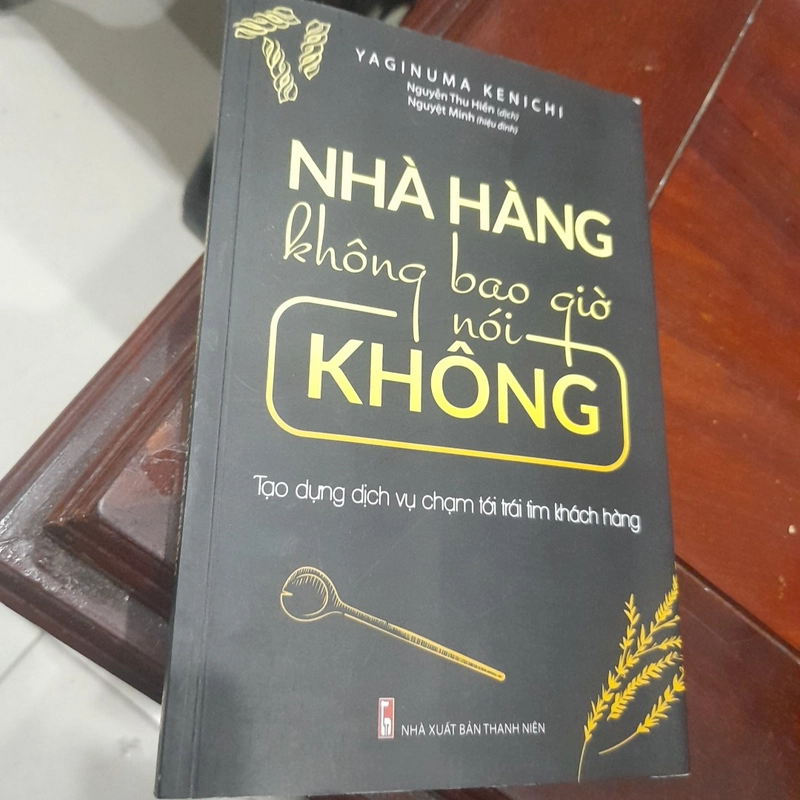 YAGINUMA KENICHI
Nguyễn Thu Hiền (dịch)
Nguyệt Minh (hiệu đính)
NHÀ HÀNG
không bao giờ
nói
KHÔNG
Tạo dựng dịch vụ chạm tới trái tim khách hàng
NHÀ XUẤT BẢN THANH NIÊN